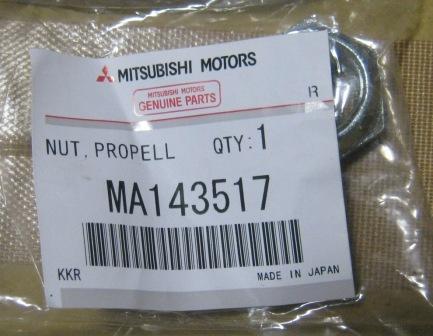 MITSUBISHI MOTORS
MITSUBISHI MOTORS
GENUINE PARTS
R
NUT, PROPELL QTY:1
MA143517
KKR MADE IN JAPAN